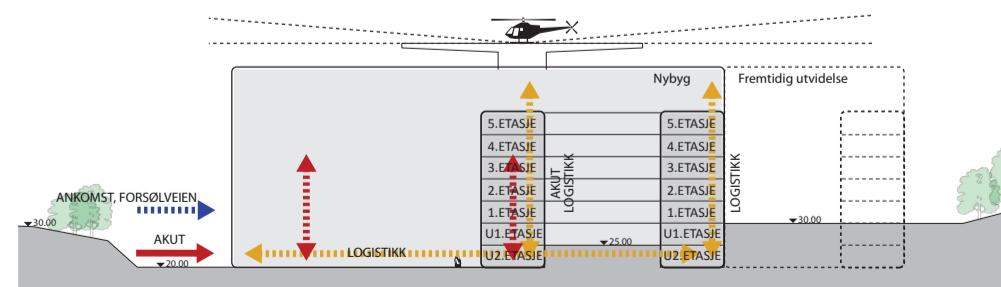 Nybyg
Fremtidig utvidelse
5.ETASJE
4.ETASJE
3.ETASJE
2.ETASJE
1.ETASJE
U1.ETASJE
U2.ETASJE
AKUT
LOGISTIKK
5.ETASJE
4.ETASJE
3.ETASJE
2.ETASJE
1.ETASJE
U1.ETASJE
U2.ETASJE
LOGISTIKK
ANKOMST, FORSØLVEIEN
30.00
AKUT
20.00
LOGISTIKK
25.00
30.00